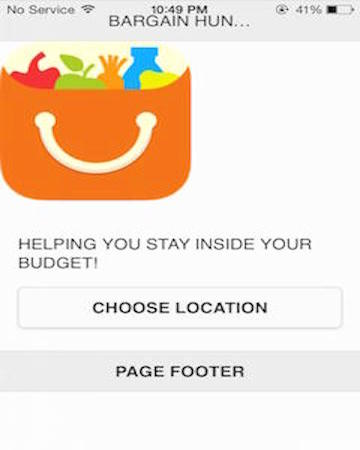 No Service 10:49 PM 41%
BARGAIN HUN...
HELPING YOU STAY INSIDE YOUR
BUDGET!
CHOOSE LOCATION
PAGE FOOTER